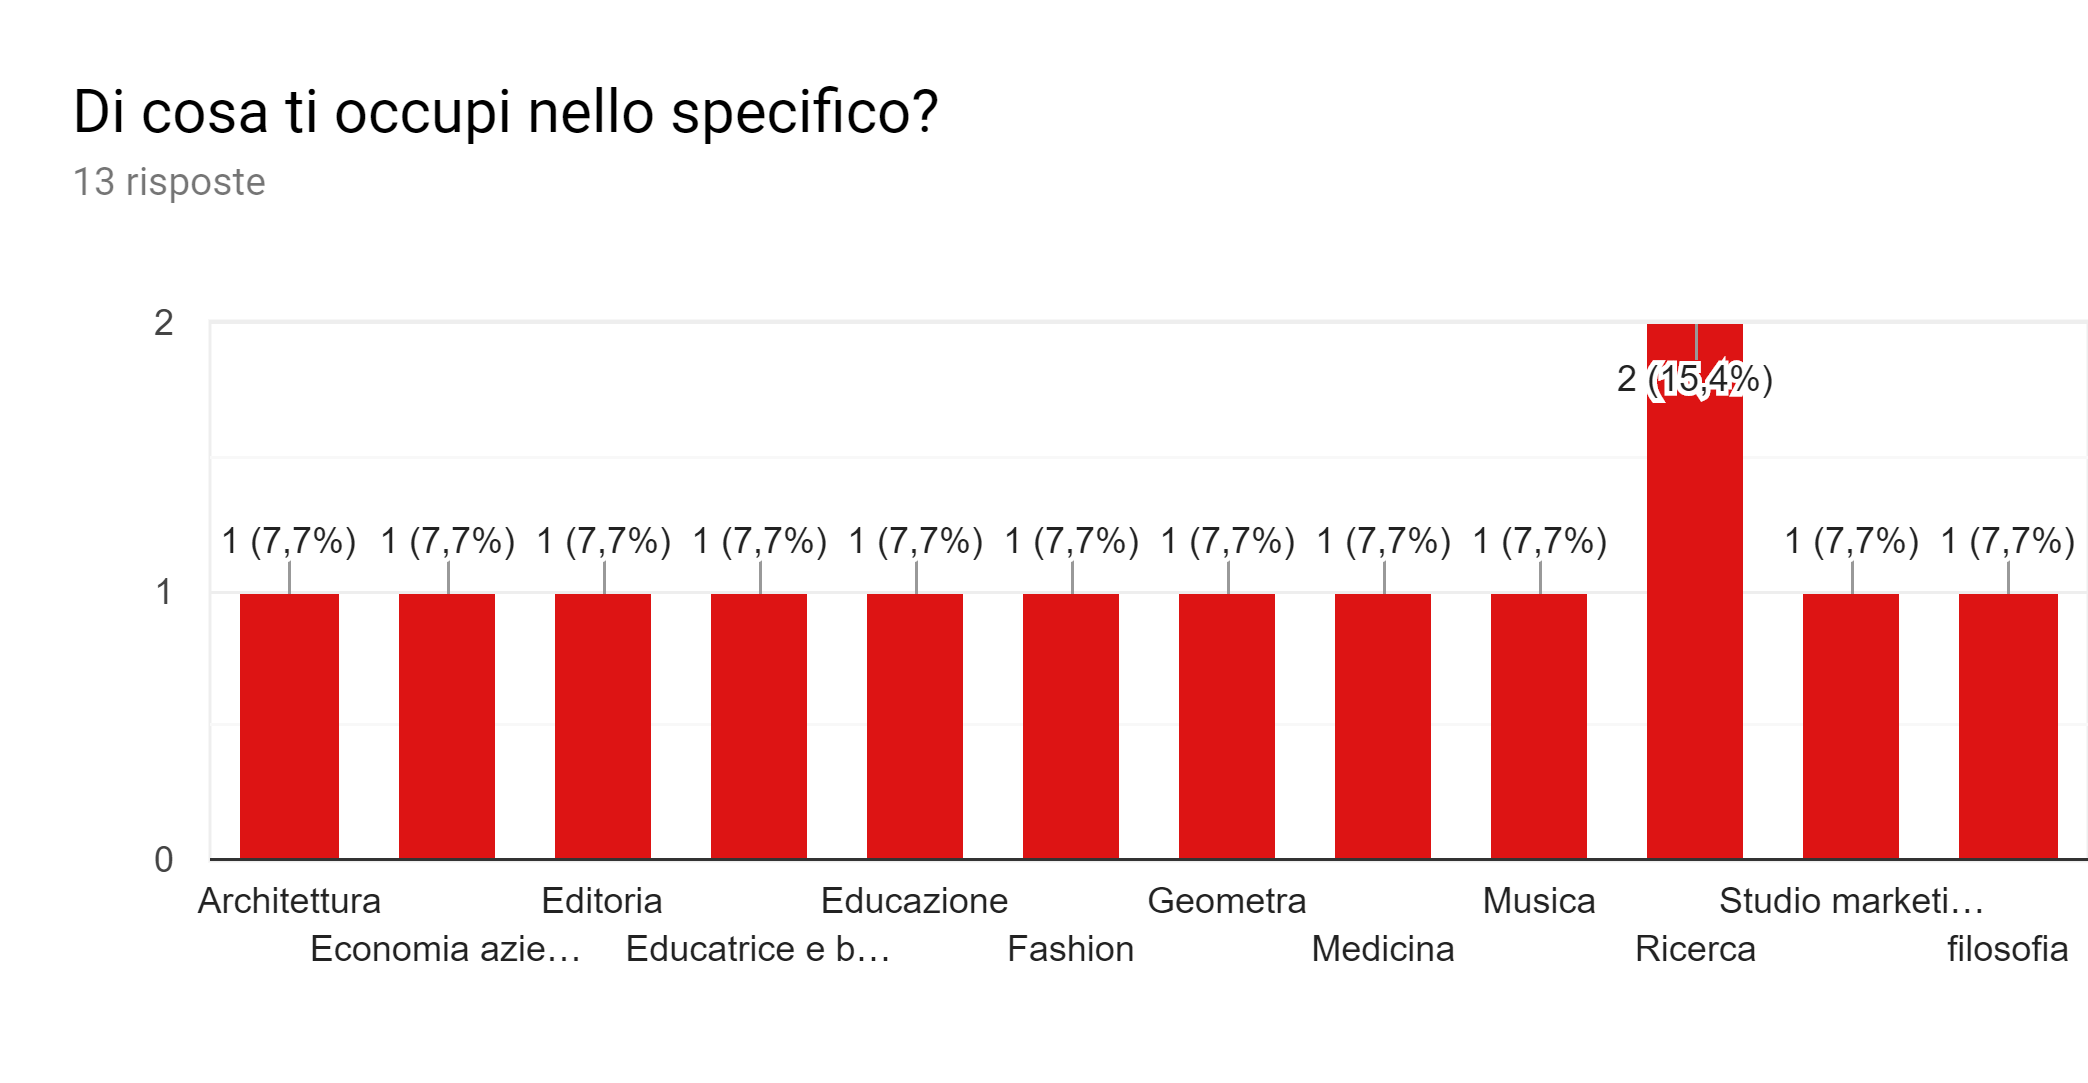 Di cosa ti occupi nello specifico?
13 risposte
2
2 (15,4%)
1 (7,7%) 1 (7,7%) 1 (7,7%) 1 (7,7%) 1 (7,7%) 1 (7,7%) 1 (7,7%) 1 (7,7%) 1 (7,7%) 1 (7,7%) 1 (7,7%)
1
0
Architettura Editoria Educazione Geometra Musica Studio marketi…
Economia azie… Educatrice e b… Fashion Medicina Ricerca filosofia